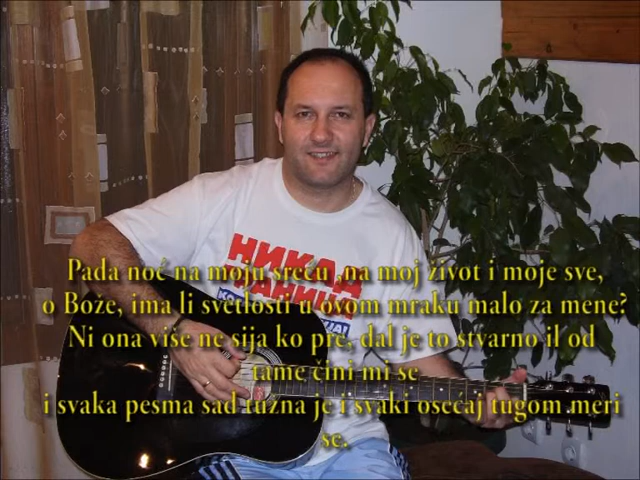 НИКАД
ГРАНИЦА
Pada noć na moju sreću ,na moj život i moje sve,
o Bože, ima li svetlosti u ovom mraku malo za mene?
Ni ona više ne sija ko pre, dal je to stvarno il od
tame čini mi se
i svaka pesma sad tužna je i svaki osećaj tugom meri
se.